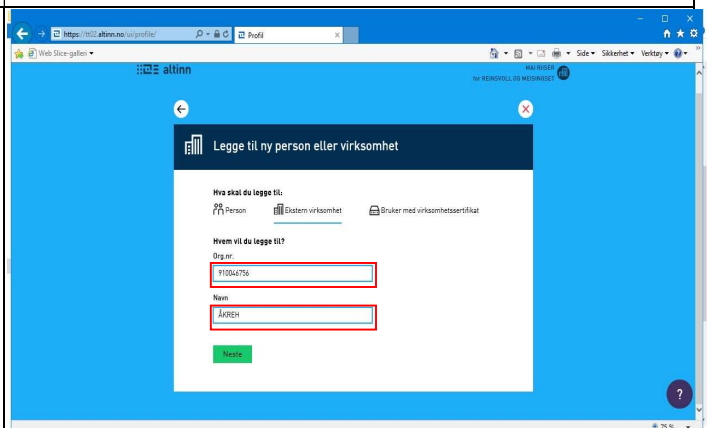 https://tt02.altinn.no/ui/profile/
Profil
Web Slice-galleri
Side Sikkerhet Verktøy
altinn
MAI RIISER
for REINSVOLL OG MEISINGSET
Legge til ny person eller virksomhet
Hva skal du legge til:
Person Ekstern virksomhet Bruker med virksomhetssertifikat
Hvem vil du legge til?
Org.nr.
910046756
Navn
ÅKREH
Neste
?
75 %